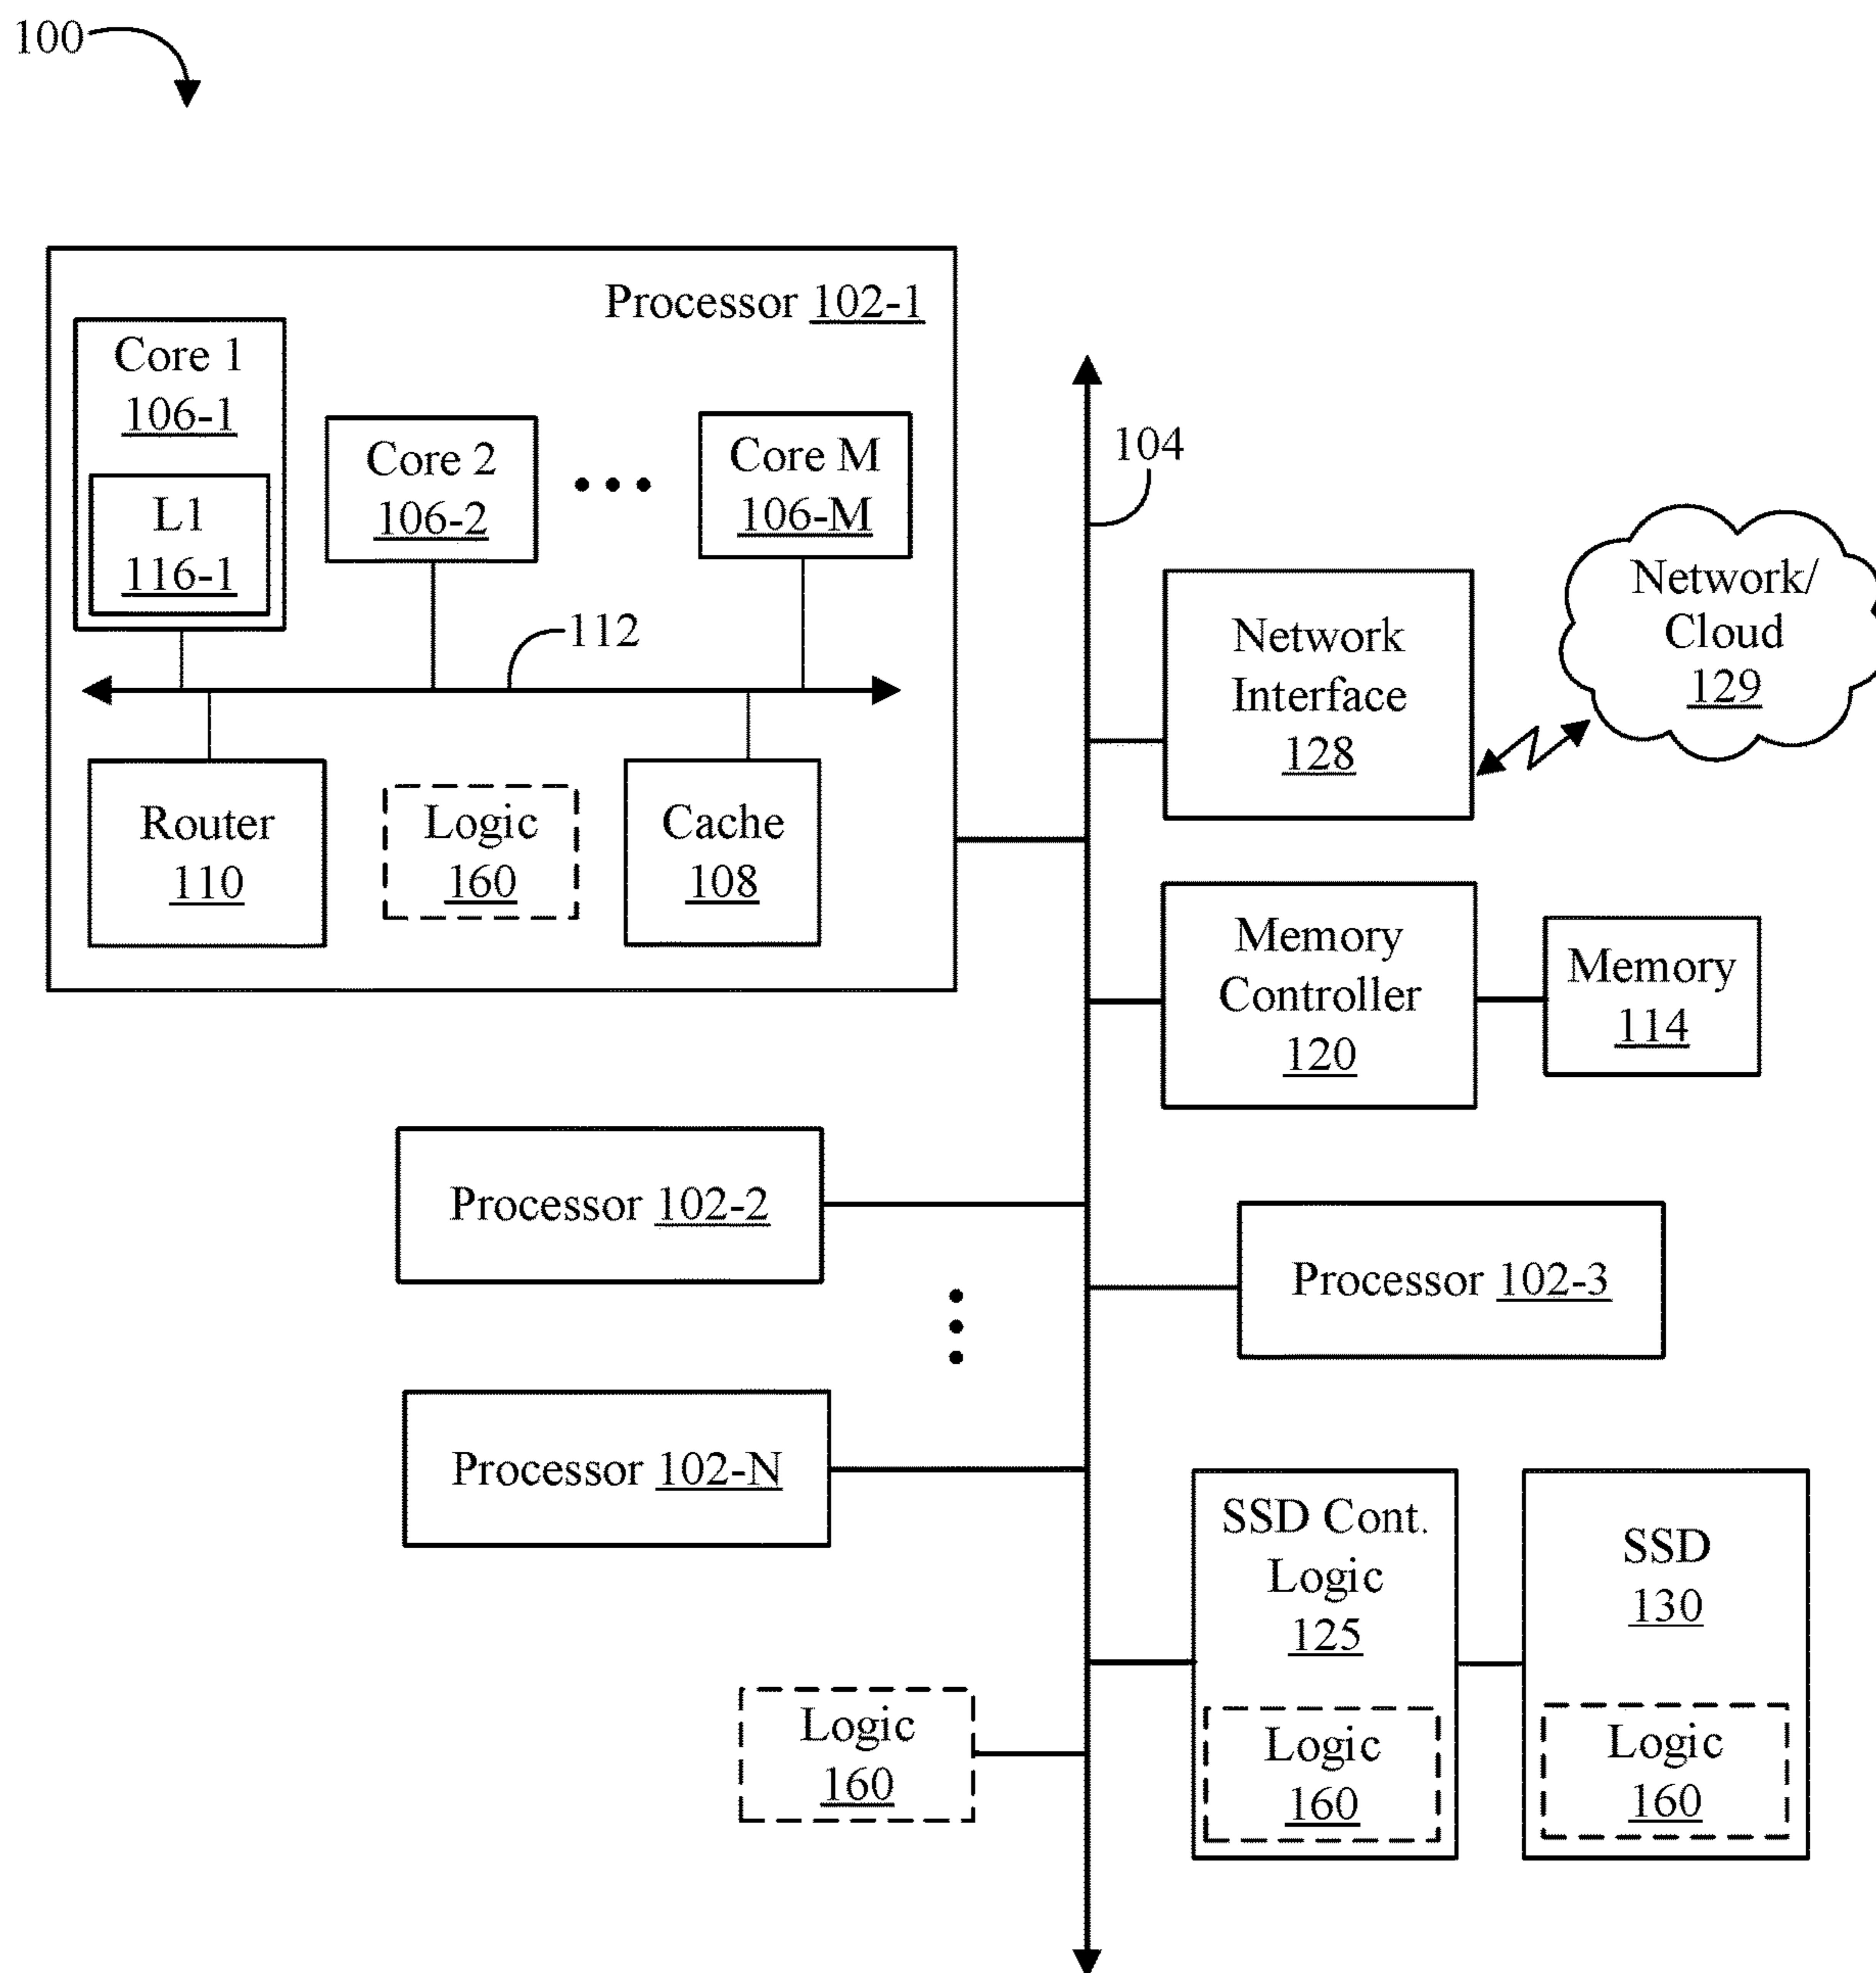 100
Processor 102-1
Core 1
106-1
L1
116-1
Core 2
106-2
Core M
106-M
112
Router
110
Logic
160
Cache
108
104
Network
Interface
128
Network/
Cloud
129
Memory
Controller
120
Memory
114
Processor 102-2
Processor 102-3
Processor 102-N
SSD Cont.
Logic
125
Logic
160
SSD
130
Logic
160
Logic
160